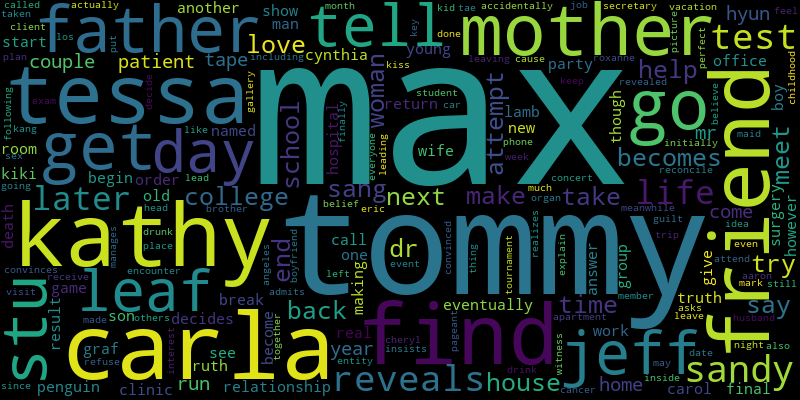 called actually another show kid tae accidentally job secretary vacation
client taken father tell mother hyun month picture feel
start los put man love including young key done test
plan couple patient tape cynthia kiss party perfect office childhood
exam decide gallery woman cause leaving roxanne help believe
tessa max go friend boy
following kang school hospital return student car attempt lamb though mr maid meet
room like named finally everyone leading wife new phone week becomes initially
sex get day lead
kiki begin order sang next make concert organ much take life reconcile
going later old college belief eric meanwhile guilt come idea surgery
death head brother call convinced tommy trip give even however
kathy drunk place end boyfriend one dr event thing tournament realizes explain answer group attend aaron try
convinces manages encounter angeles left making member truth mark still
visit receive leaf admits back eventually time asks leave say
stu game son others break become together real find apartment husband
since result made decides year cheryl pageant work date night also
refuse graf carla see interest insists witness jeff may sandy
penguin clinic run truth relationship entity reveals drink house cancer home inside carol final